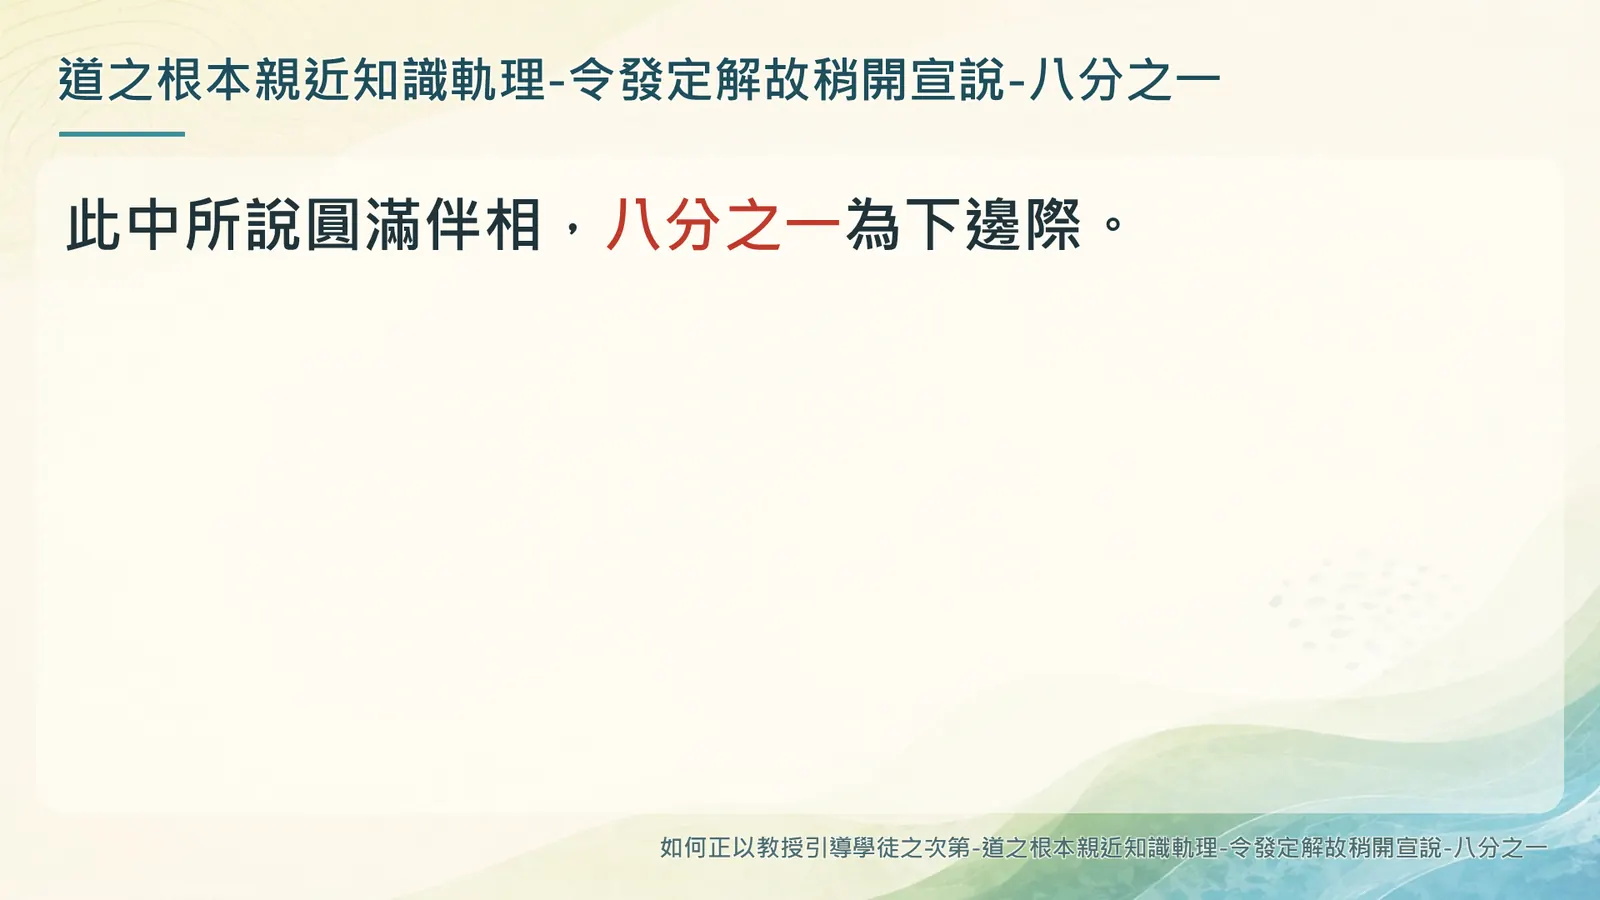 道之根本親近知識軌理-令發定解故稍開宣說-八分之一
此中所說圓滿伴相，八分之一為下邊際。
如何正以教授引導學徒之次第-道之根本親近知識軌理-令發定解故稍開宣說-八分之一